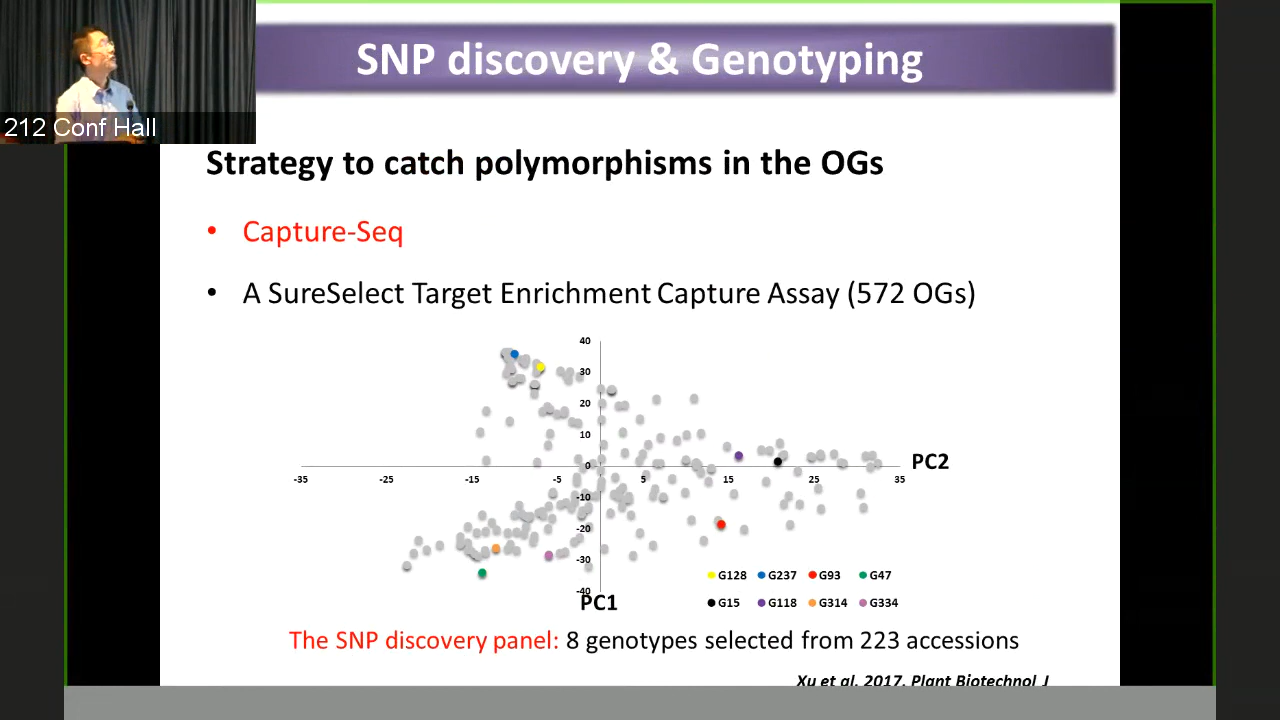 SNP discovery & Genotyping
212 Conf Hall
Strategy to catch polymorphisms in the OGs
• Capture-Seq
• A SureSelect Target Enrichment Capture Assay (572 OGs)
40
30
20
10
0
PC2
-35 -25 -15 -5 5 15 25 35
-10
-20
-30
-40
PC1
G128 G237 G93 G47
G15 G118 G314 G334
The SNP discovery panel: 8 genotypes selected from 223 accessions
Xu et al. 2017. Plant Biotechnol J